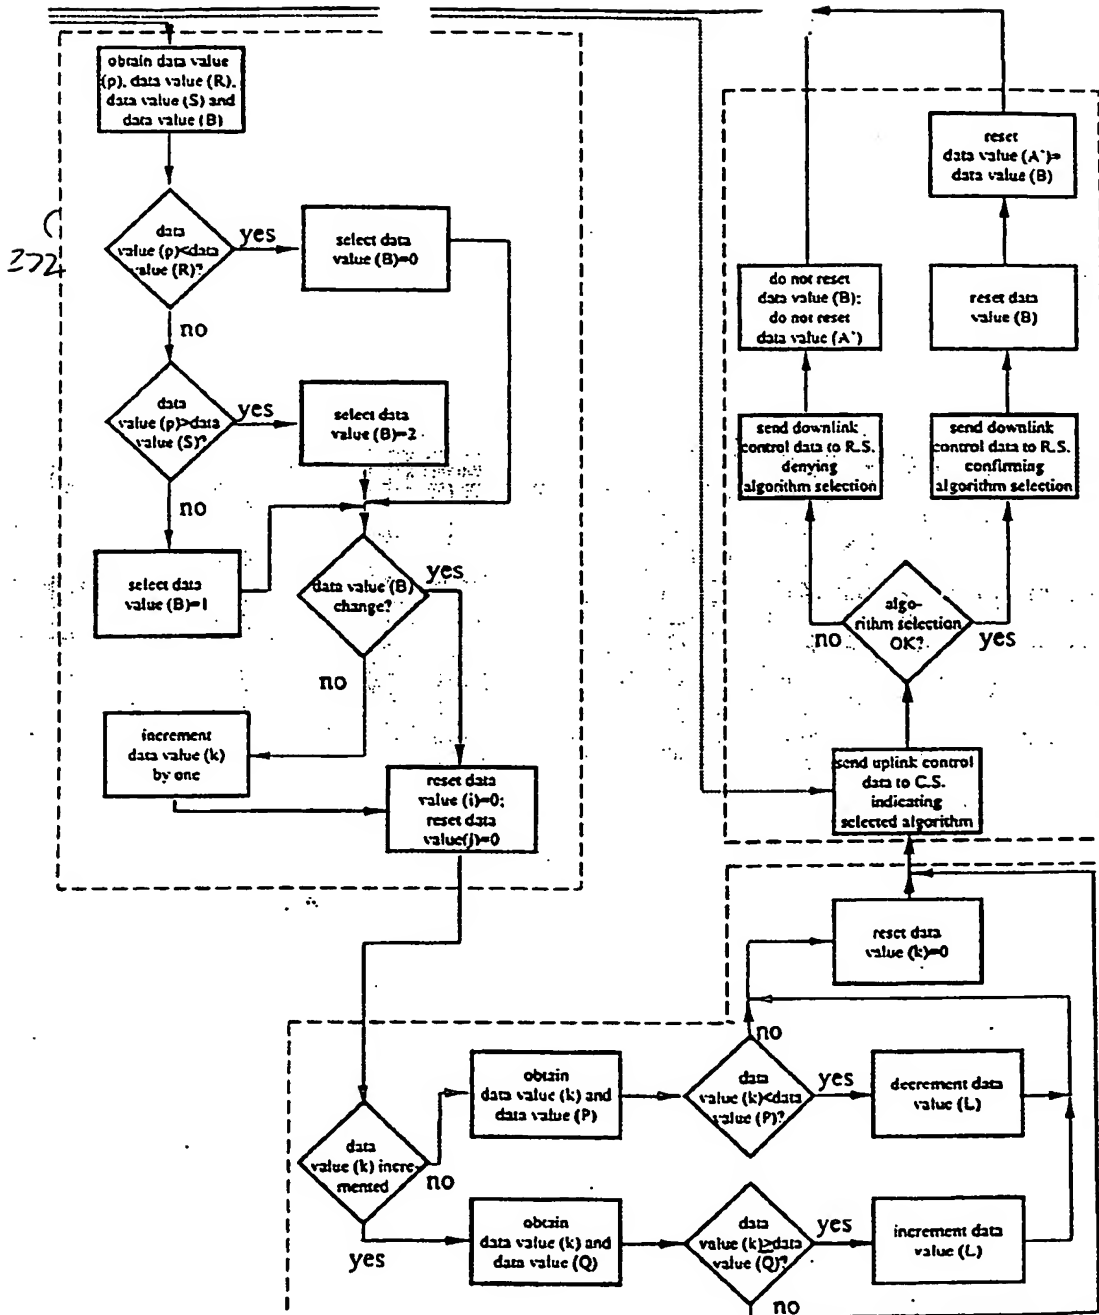 obtain data value
(p), data value (R),
data value (S) and
data value (B)
data
value (p)<data
value (R)?
yes
select data
value (B)=0
no
272
data
value (p)>data
value (S)?
yes
select data
value (B)=2
no
select data
value (B)=1
data value (B)
change?
yes
no
increment
data value (k)
by one
reset data
value (i)=0;
reset data
value(j)=0
reset
data value (A`)=
data value (B)
do not reset
data value (B);
do not reset
data value (A`)
reset data
value (B)
send downlink
control data to R.S.
denying
algorithm selection
send downlink
control data to R.S.
confirming
algorithm selection
algo-
rithm selection
OK?
no
yes
send uplink control
data to C.S.
indicating
selected algorithm
reset data
value (k)=0
no
obtain
data value (k) and
data value (P)
data
value (k)<data
value (P)?
yes
decrement data
value (L)
data
value (k) incre-
mented
no
yes
obtain
data value (k) and
data value (Q)
data
value (k)≥data
value (Q)?
yes
increment data
value (L)
no